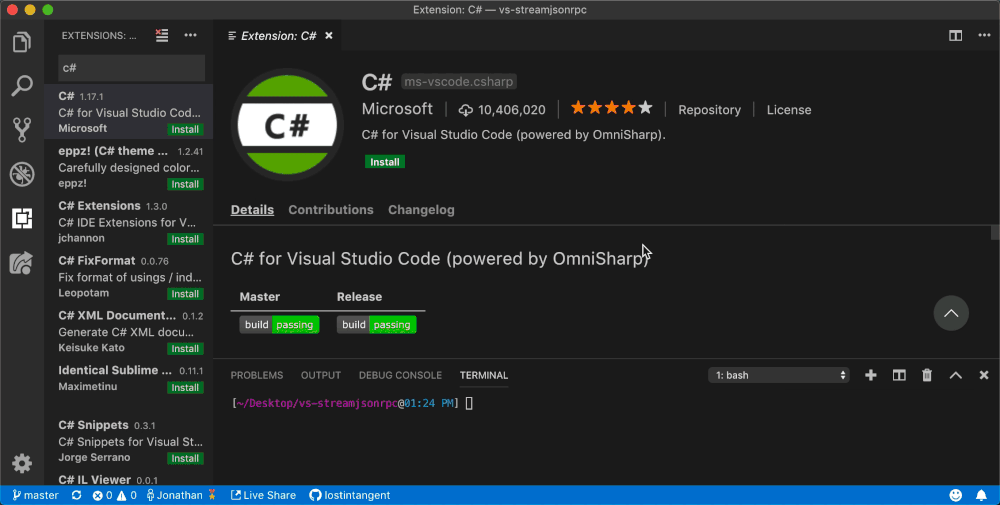 Extension: C# — vs-streamjsonrpc
EXTENSIONS: ...
Extension: C#
c#
C# 1.17.1
C# for Visual Studio Cod...
Microsoft Install
eppz! (C# theme ... 1.2.41
Carefully designed color...
eppz! Install
C# Extensions 1.3.0
C# IDE Extensions for V...
jchannon Install
C# FixFormat 0.0.76
Fix format of usings / ind...
Leopotam Install
C# XML Document... 0.1.2
Generate C# XML docu...
Keisuke Kato Install
Identical Sublime ... 0.11.1
Maximetinu Install
C# Snippets 0.3.1
C# Snippets for Visual St...
Jorge Serrano Install
C# IL Viewer 0.0.1
C#
C# ms-vscode.csharp
Microsoft 10,406,020 Repository License
C# for Visual Studio Code (powered by OmniSharp).
Install
Details Contributions Changelog
C# for Visual Studio Code (powered by OmniSharp)
Master Release
build passing build passing
PROBLEMS OUTPUT DEBUG CONSOLE TERMINAL 1: bash
[~/Desktop/vs-streamjsonrpc@01:24 PM]
master 0 0 Jonathan Live Share lostintangent